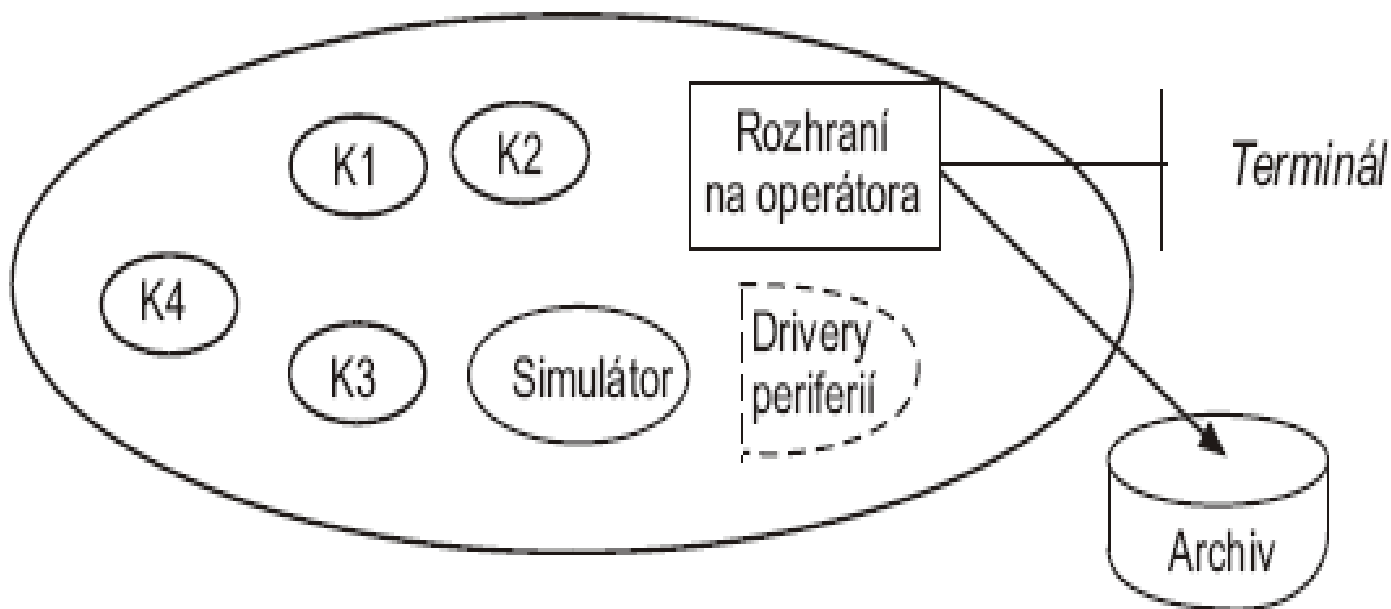 K1
K2
Rozhraní
na operátora
Terminál
K4
K3
Simulátor
Drivery
periferií
Archiv